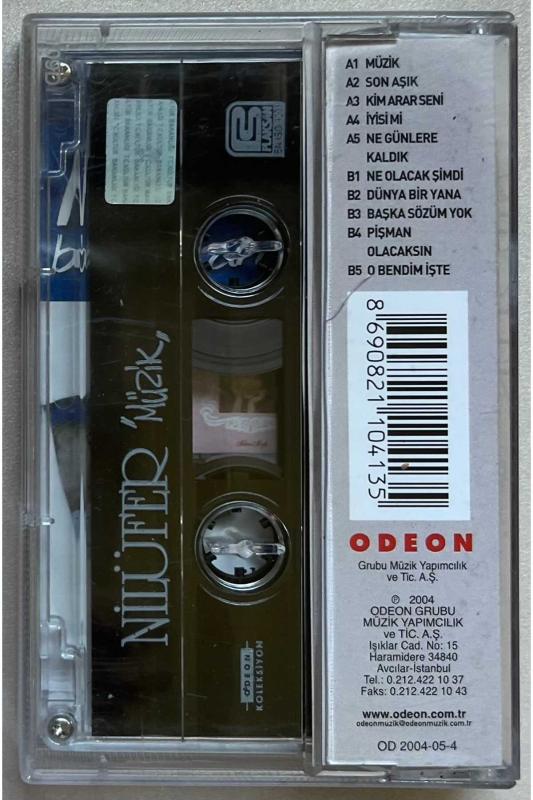 A1 MÜZİK
A2 SON AŞIK
A3 KİM ARAR SENİ
A4 İYİSİ Mİ
A5 NE GÜNLERE
KALDIK
B1 NE OLACAK ŞİMDİ
B2 DÜNYA BİR YANA
B3 BAŞKA SÖZÜM YOK
B4 PİŞMAN
OLACAKSIN
B5 O BENDİM İŞTE
8 690821 104135
ODEON
Grubu Müzik Yapımcılık
ve Tic. A.Ş.
℗ 2004
ODEON GRUBU
MÜZİK YAPIMCILIK
ve TİC. A.Ş.
Işıklar Cad. No: 15
Haramidere 34840
Avcılar-İstanbul
Tel.: 0.212.422 10 37
Faks: 0.212.422 10 43
www.odeon.com.tr
odeonmuzik@odeonmuzik.com.tr
OD 2004-05-4
NİLÜFER "Müzik"
PLAKSAN
ODEON
KOLEKSİYON